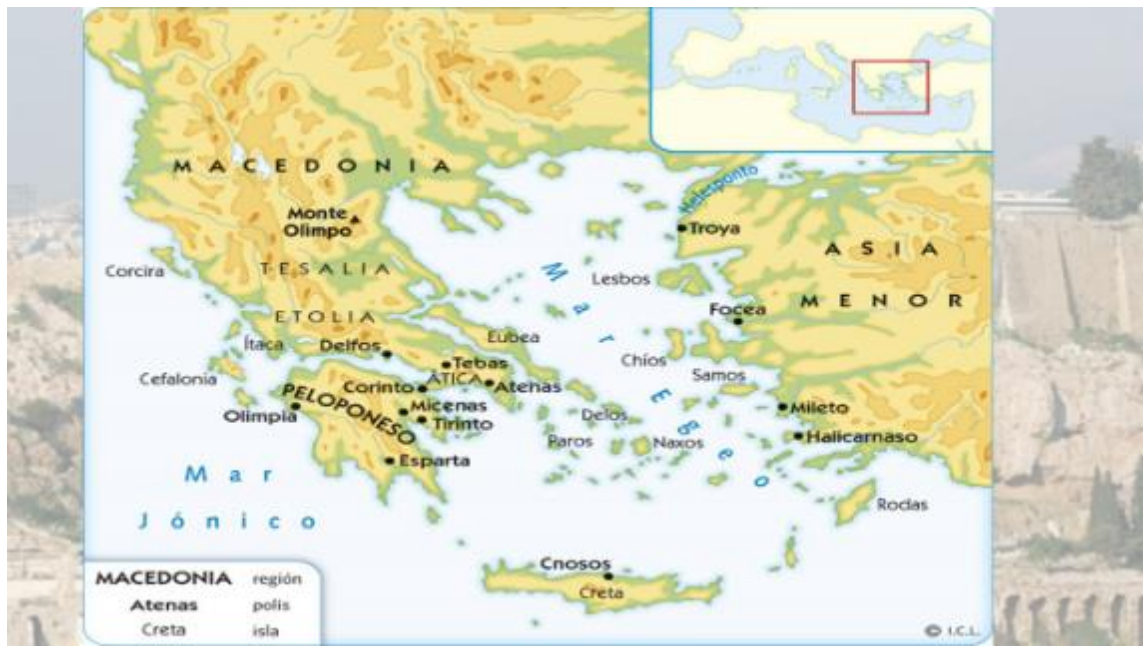 MACEDONIA
Monte
Olimpo
Helesponto
Troya
ASIA
MENOR
Corcira
TESALIA
Lesbos
Mar Egeo
Focea
ETOLIA
Eubea
Ítaca
Delfos
Tebas
Chíos
Cefalonia
Corinto
ÁTICA
Atenas
Samos
PELOPONESO
Micenas
Olimpia
Tirinto
Delos
Mileto
Paros
Naxos
Halicarnaso
Esparta
Mar
Jónico
Rodas
Cnosos
Creta
MACEDONIA región
Atenas polis
Creta isla
© I.C.L.